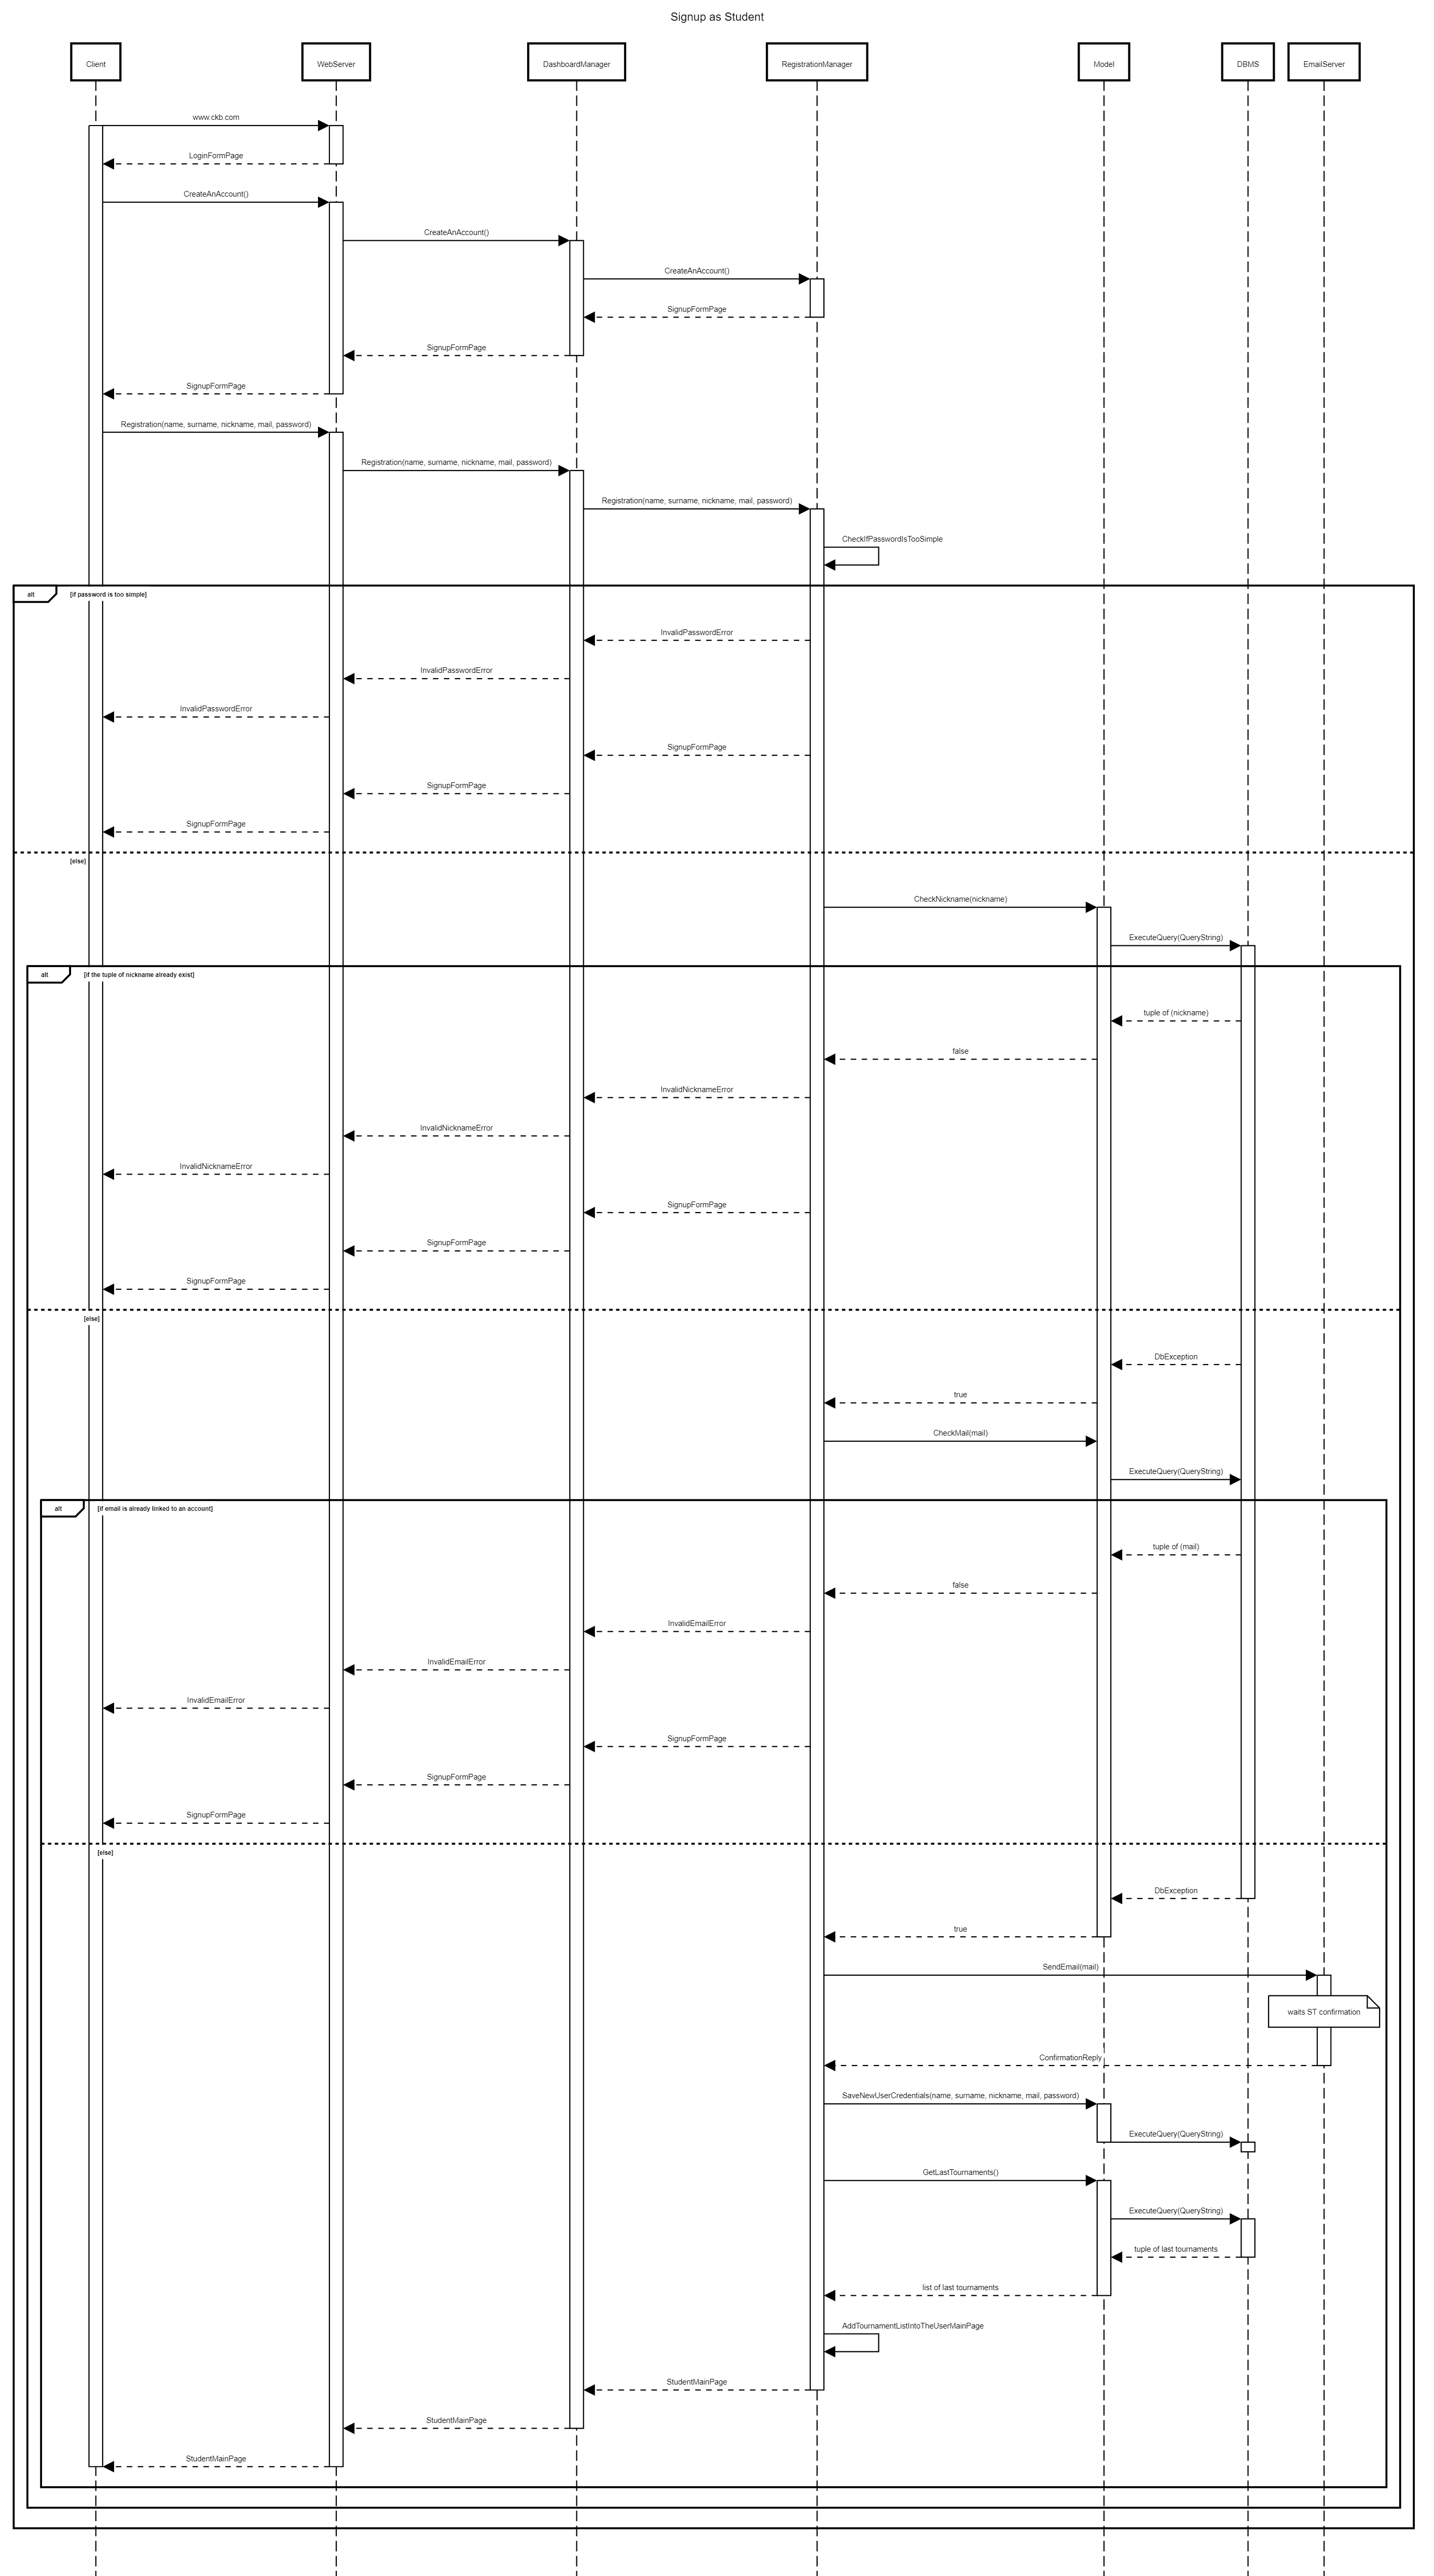 Signup as Student
Client
WebServer
DashboardManager
RegistrationManager
Model
DBMS
EmailServer
www.ckb.com
LoginFormPage
CreateAnAccount()
CreateAnAccount()
CreateAnAccount()
SignupFormPage
SignupFormPage
SignupFormPage
Registration(name, surname, nickname, mail, password)
Registration(name, surname, nickname, mail, password)
Registration(name, surname, nickname, mail, password)
CheckIfPasswordIsTooSimple
alt
[if password is too simple]
InvalidPasswordError
InvalidPasswordError
InvalidPasswordError
SignupFormPage
SignupFormPage
SignupFormPage
[else]
CheckNickname(nickname)
ExecuteQuery(QueryString)
alt
[if the tuple of nickname already exist]
tuple of (nickname)
false
InvalidNicknameError
InvalidNicknameError
InvalidNicknameError
SignupFormPage
SignupFormPage
SignupFormPage
[else]
DbException
true
CheckMail(mail)
ExecuteQuery(QueryString)
alt
[if email is already linked to an account]
tuple of (mail)
false
InvalidEmailError
InvalidEmailError
InvalidEmailError
SignupFormPage
SignupFormPage
SignupFormPage
[else]
DbException
true
SendEmail(mail)
waits ST confirmation
ConfirmationReply
SaveNewUserCredentials(name, surname, nickname, mail, password)
ExecuteQuery(QueryString)
GetLastTournaments()
ExecuteQuery(QueryString)
tuple of last tournaments
list of last tournaments
AddTournamentListIntoTheUserMainPage
StudentMainPage
StudentMainPage
StudentMainPage